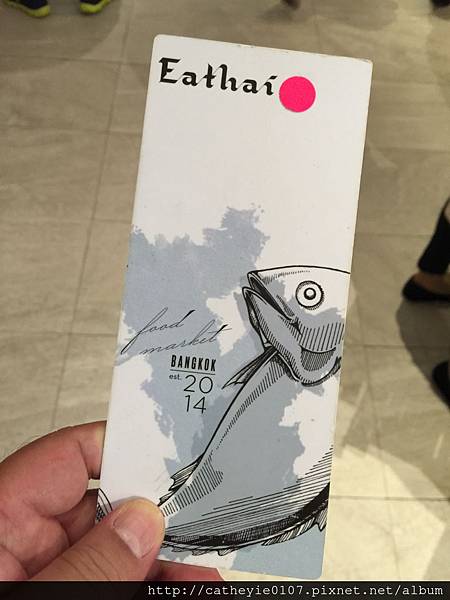 Eathai
food
market
BANGKOK
est. 20
14
http://catheyie0107.pixnet.net/album